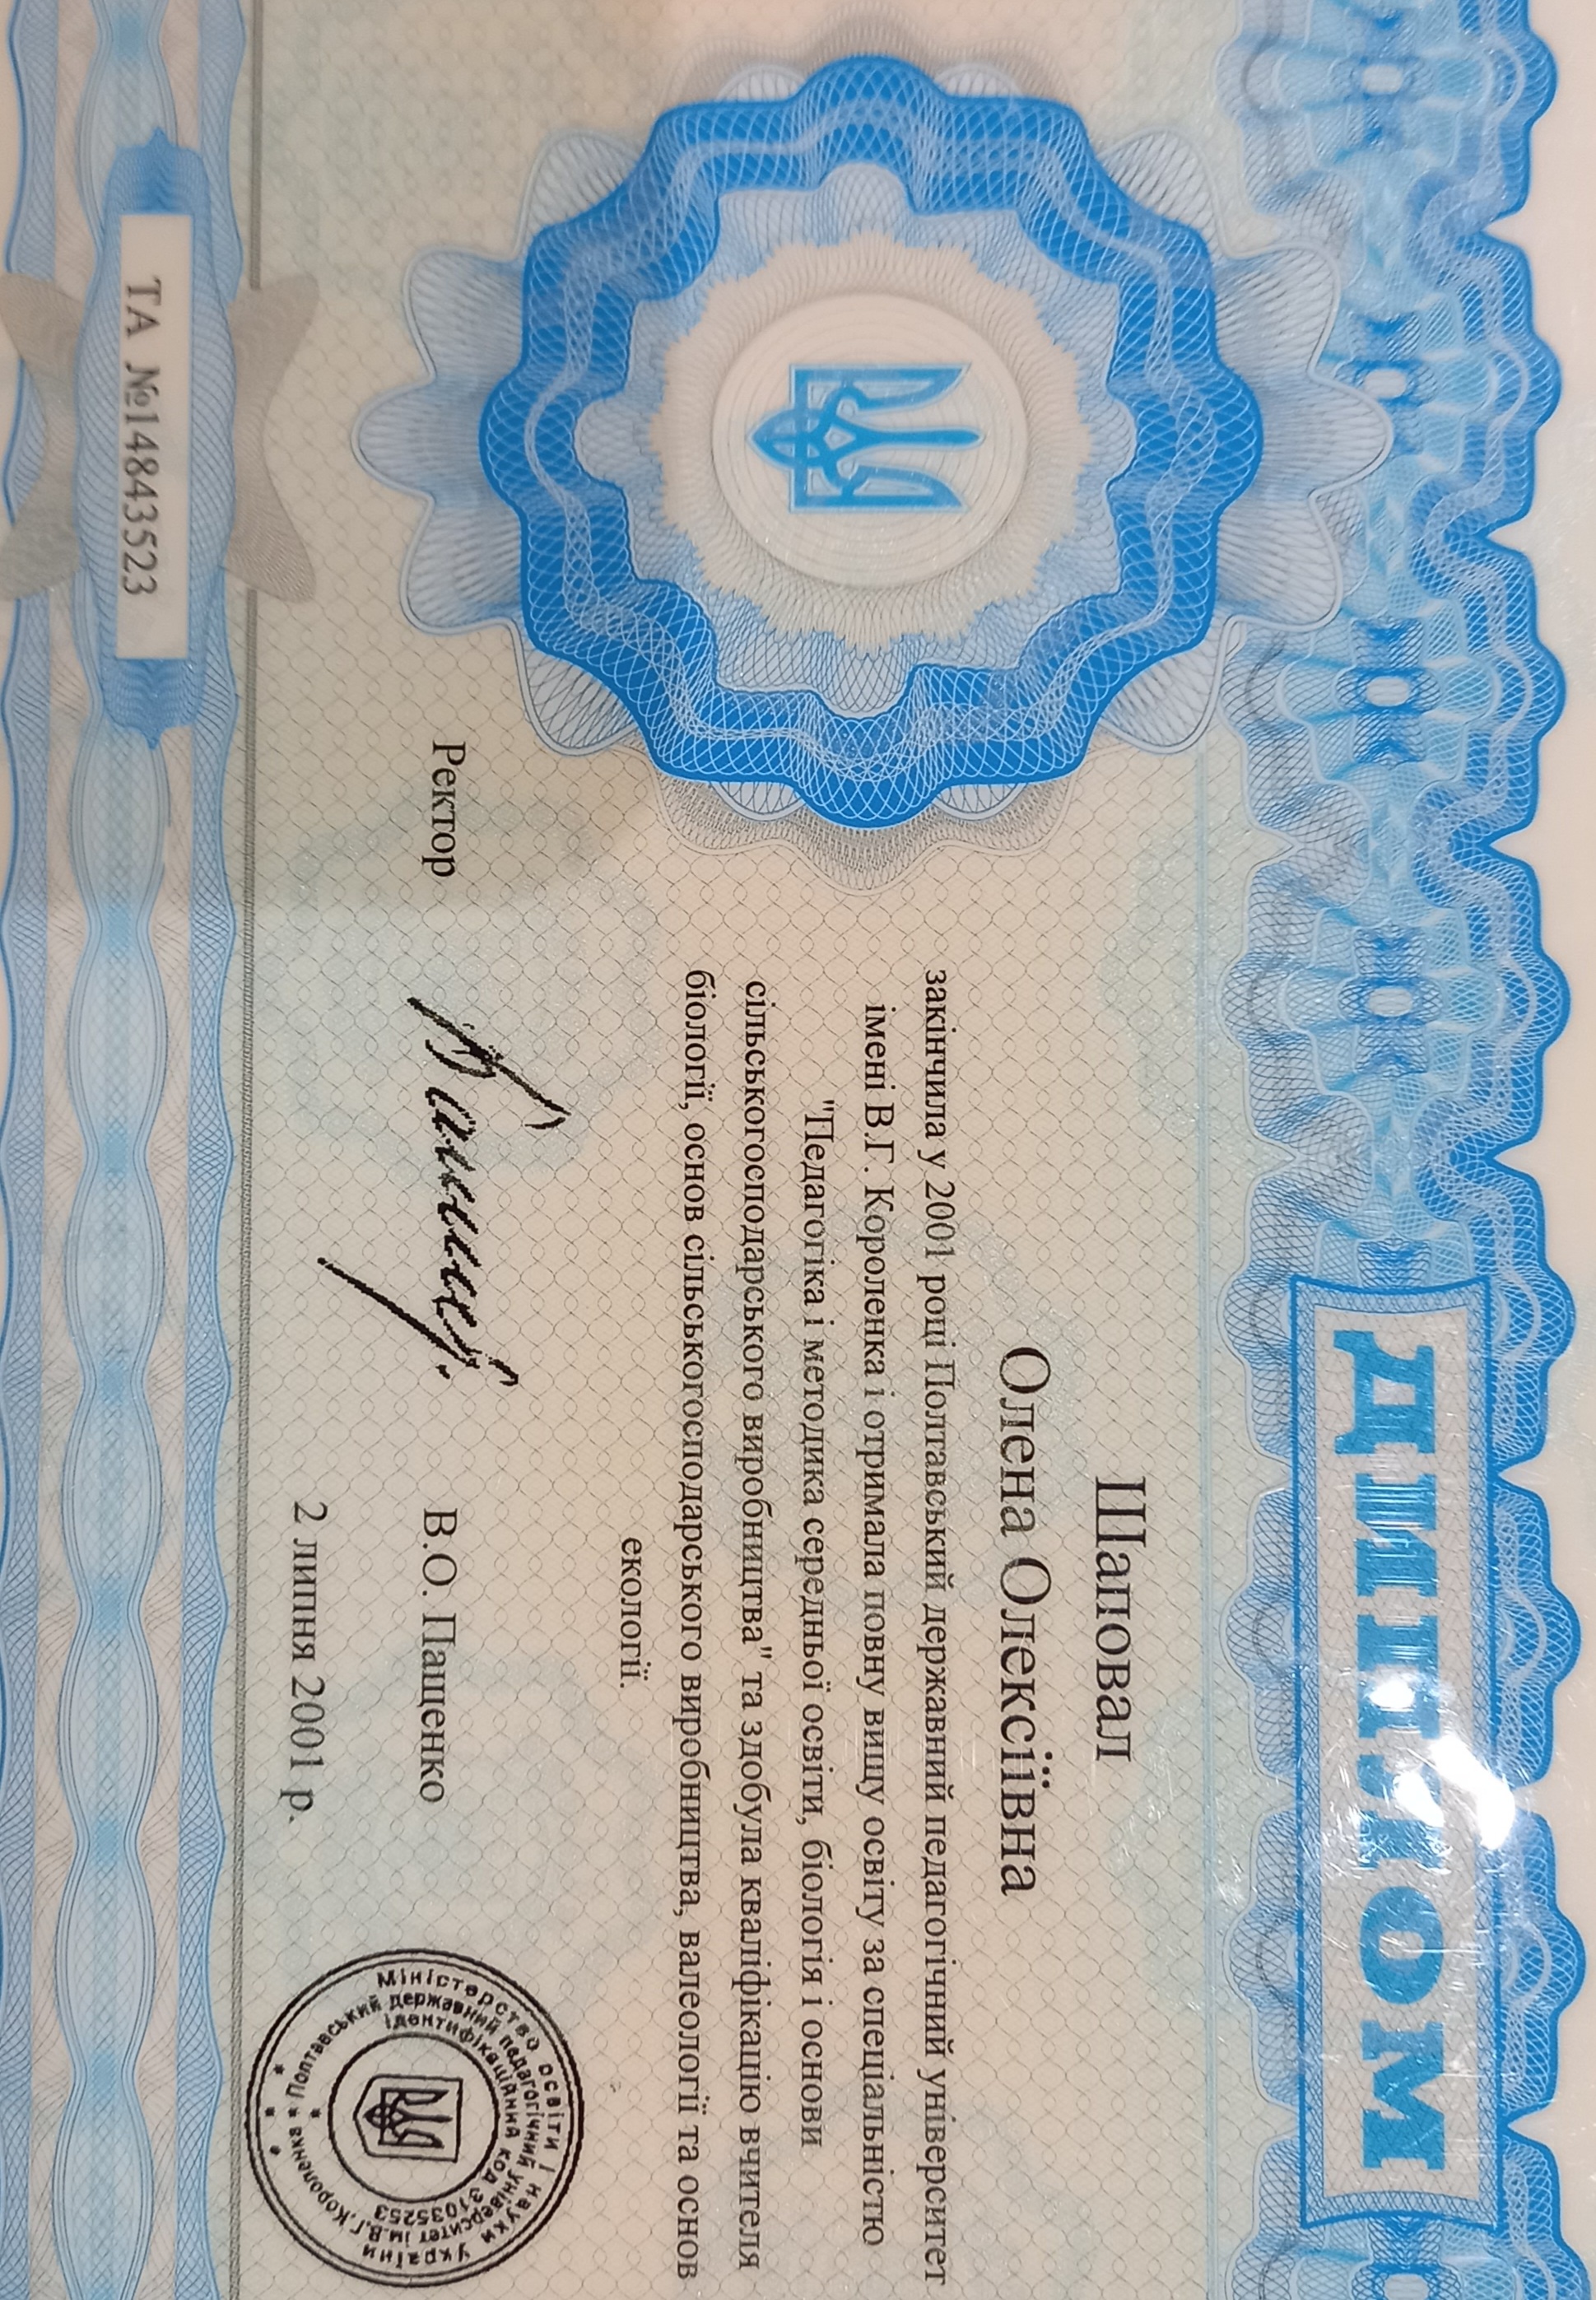 ДИПЛОМ
Шаповал
Олена Олексіївна
закінчила у 2001 році Полтавський державний педагогічний університет
імені В.Г. Короленка і отримала повну вищу освіту за спеціальністю
"Педагогіка і методика середньої освіти, біологія і основи
сільськогосподарського виробництва" та здобула кваліфікацію вчителя
біології, основ сільськогосподарського виробництва, валеології та основ
екології.
Ректор
В.О. Пащенко
2 липня 2001 р.
Міністерство освіти і науки України
Полтавський державний педагогічний університет ім.В.Г.Короленка
ідентифікаційний код 31035253
ТА №14843523